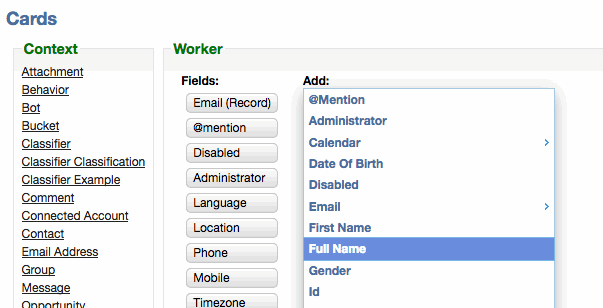 Cards
Context
Attachment
Behavior
Bot
Bucket
Classifier
Classifier Classification
Classifier Example
Comment
Connected Account
Contact
Email Address
Group
Message
Opportunity
Worker
Fields:
Email (Record)
@mention
Disabled
Administrator
Language
Location
Phone
Mobile
Timezone
Add:
@Mention
Administrator
Calendar
Date Of Birth
Disabled
Email
First Name
Full Name
Gender
Id